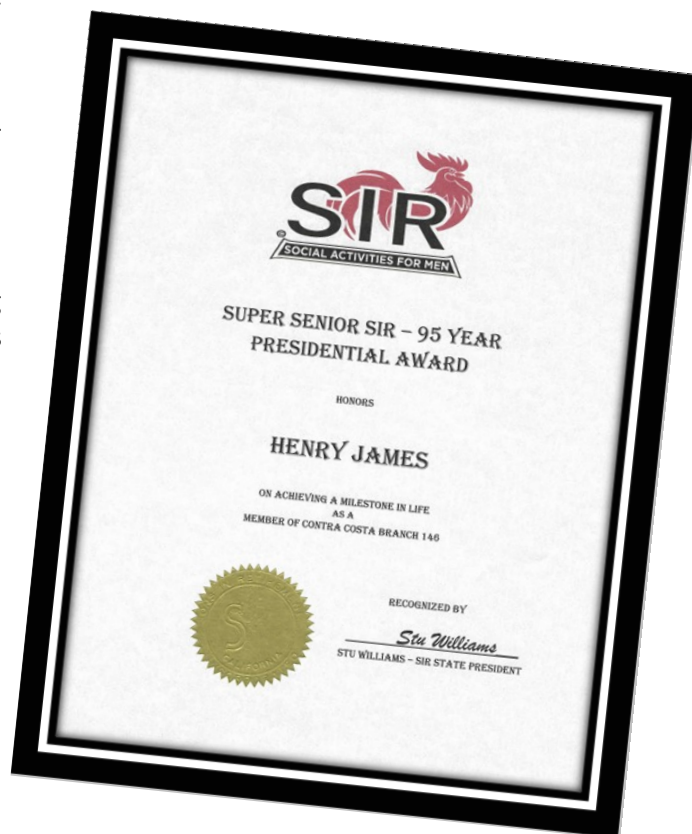 SIR
©
SOCIAL ACTIVITIES FOR MEN
SUPER SENIOR SIR – 95 YEAR
PRESIDENTIAL AWARD
HONORS
HENRY JAMES
ON ACHIEVING A MILESTONE IN LIFE
AS A
MEMBER OF CONTRA COSTA BRANCH 146
RECOGNIZED BY
Stu Williams
STU WILLIAMS – SIR STATE PRESIDENT
S
CALIFORNIA